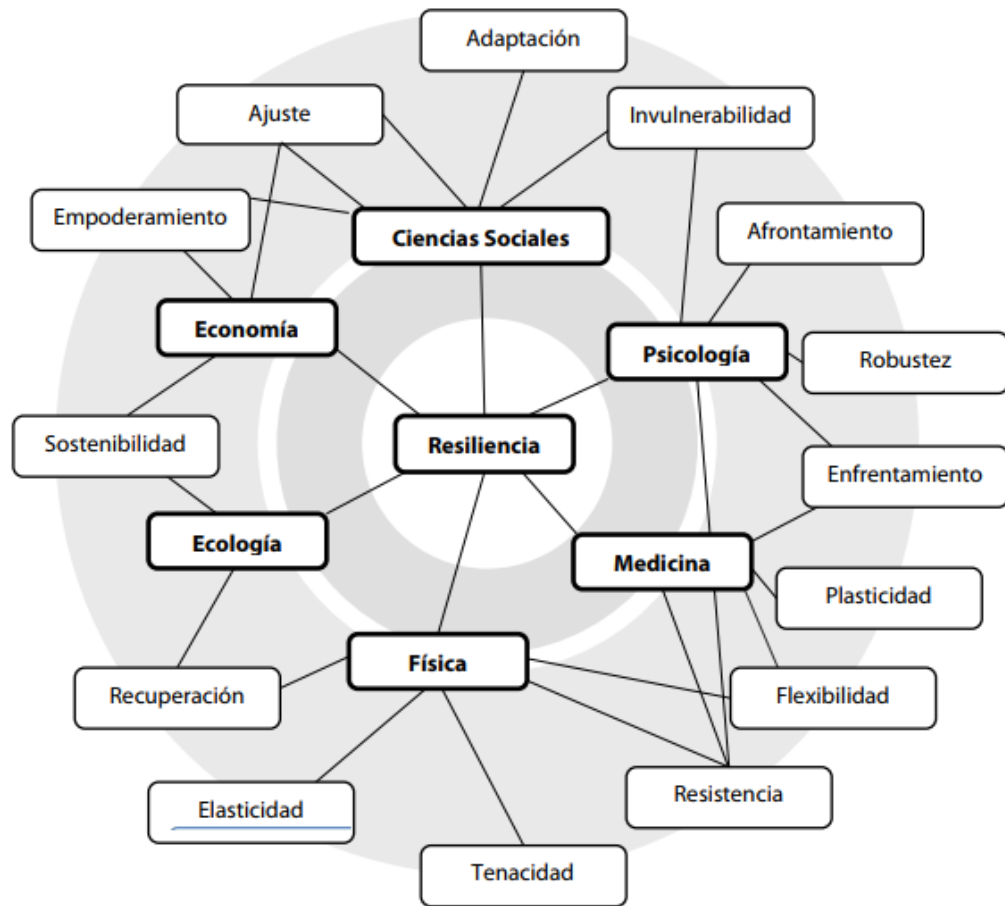 Adaptación
Ajuste
Invulnerabilidad
Empoderamiento
Ciencias Sociales
Afrontamiento
Economía
Psicología
Robustez
Sostenibilidad
Resiliencia
Enfrentamiento
Ecología
Medicina
Plasticidad
Física
Recuperación
Flexibilidad
Elasticidad
Resistencia
Tenacidad